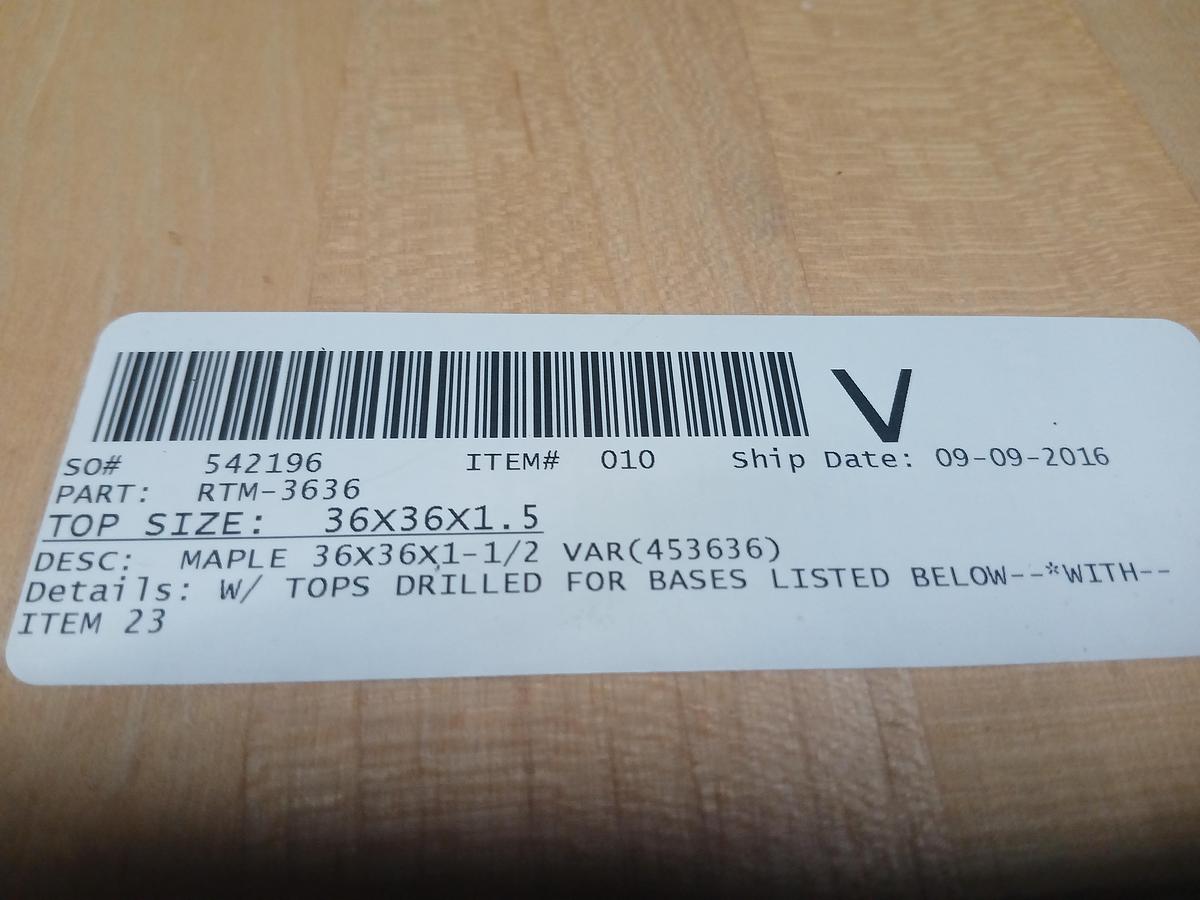 V
SO# 542196 ITEM# 010 Ship Date: 09-09-2016
PART: RTM-3636
TOP SIZE: 36X36X1.5
DESC: MAPLE 36X36X1-1/2 VAR(453636)
Details: W/ TOPS DRILLED FOR BASES LISTED BELOW--*WITH--
ITEM 23